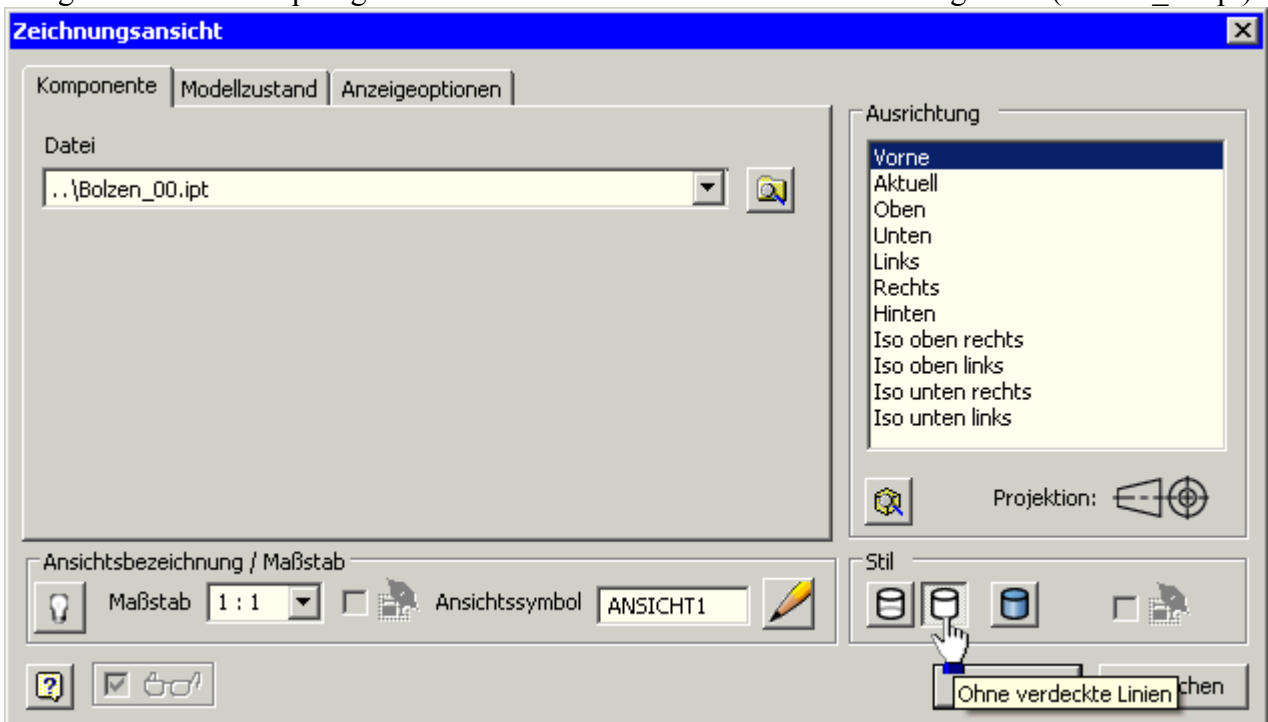 Zeichnungsansicht
Komponente
Modellzustand
Anzeigeoptionen
Datei
..\Bolzen_00.ipt
Ausrichtung
Vorne
Aktuell
Oben
Unten
Links
Rechts
Hinten
Iso oben rechts
Iso oben links
Iso unten rechts
Iso unten links
Projektion:
Ansichtsbezeichnung / Maßstab
Maßstab
1 : 1
Ansichtssymbol
ANSICHT1
Stil
Ohne verdeckte Linien
chen